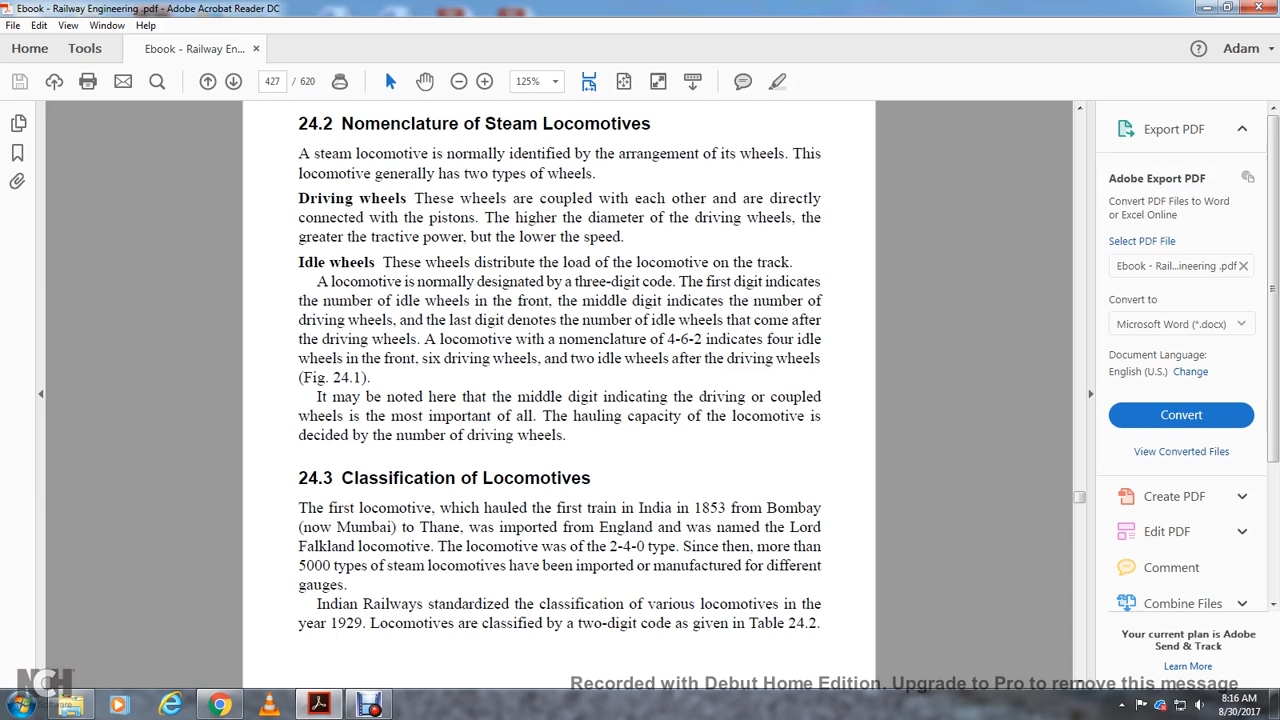 Ebook - Railway Engineering .pdf - Adobe Acrobat Reader DC
File Edit View Window Help
Home Tools Ebook - Railway En... ×
Adam
427 / 620 125%
24.2 Nomenclature of Steam Locomotives
A steam locomotive is normally identified by the arrangement of its wheels. This
locomotive generally has two types of wheels.
Driving wheels These wheels are coupled with each other and are directly
connected with the pistons. The higher the diameter of the driving wheels, the
greater the tractive power, but the lower the speed.
Idle wheels These wheels distribute the load of the locomotive on the track.
A locomotive is normally designated by a three-digit code. The first digit indicates
the number of idle wheels in the front, the middle digit indicates the number of
driving wheels, and the last digit denotes the number of idle wheels that come after
the driving wheels. A locomotive with a nomenclature of 4-6-2 indicates four idle
wheels in the front, six driving wheels, and two idle wheels after the driving wheels
(Fig. 24.1).
It may be noted here that the middle digit indicating the driving or coupled
wheels is the most important of all. The hauling capacity of the locomotive is
decided by the number of driving wheels.
24.3 Classification of Locomotives
The first locomotive, which hauled the first train in India in 1853 from Bombay
(now Mumbai) to Thane, was imported from England and was named the Lord
Falkland locomotive. The locomotive was of the 2-4-0 type. Since then, more than
5000 types of steam locomotives have been imported or manufactured for different
gauges.
Indian Railways standardized the classification of various locomotives in the
year 1929. Locomotives are classified by a two-digit code as given in Table 24.2.
Export PDF
Adobe Export PDF
Convert PDF Files to Word
or Excel Online
Select PDF File
Ebook - Rail...ineering .pdf ×
Convert to
Microsoft Word (*.docx)
Document Language:
English (U.S.) Change
Convert
View Converted Files
Create PDF
Edit PDF
Comment
Combine Files
Your current plan is Adobe
Send & Track
Learn More
NCH Software
Recorded with Debut Home Edition. Upgrade to Pro to remove this message
8:16 AM
8/30/2017